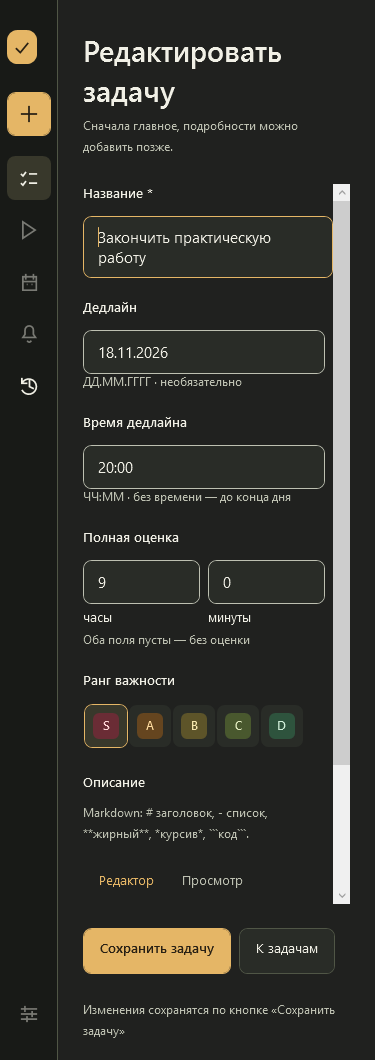 Редактировать
задачу
Сначала главное, подробности можно
добавить позже.
Название *
Закончить практическую
работу
Дедлайн
18.11.2026
ДД.ММ.ГГГГ · необязательно
Время дедлайна
20:00
ЧЧ:ММ · без времени — до конца дня
Полная оценка
9 0
часы минуты
Оба поля пусты — без оценки
Ранг важности
S A B C D
Описание
Markdown: # заголовок, - список,
**жирный**, *курсив*, ```код```.
Редактор Просмотр
Сохранить задачу К задачам
Изменения сохранятся по кнопке «Сохранить
задачу»